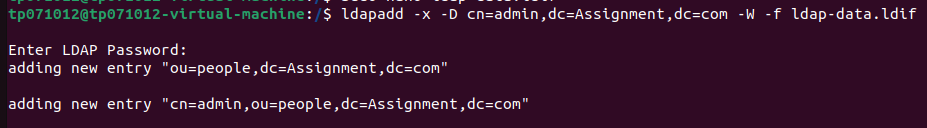 tp071012@tp071012-virtual-machine:/$ ldapadd -x -D cn=admin,dc=Assignment,dc=com -W -f ldap-data.ldif
Enter LDAP Password:
adding new entry "ou=people,dc=Assignment,dc=com"
adding new entry "cn=admin,ou=people,dc=Assignment,dc=com"